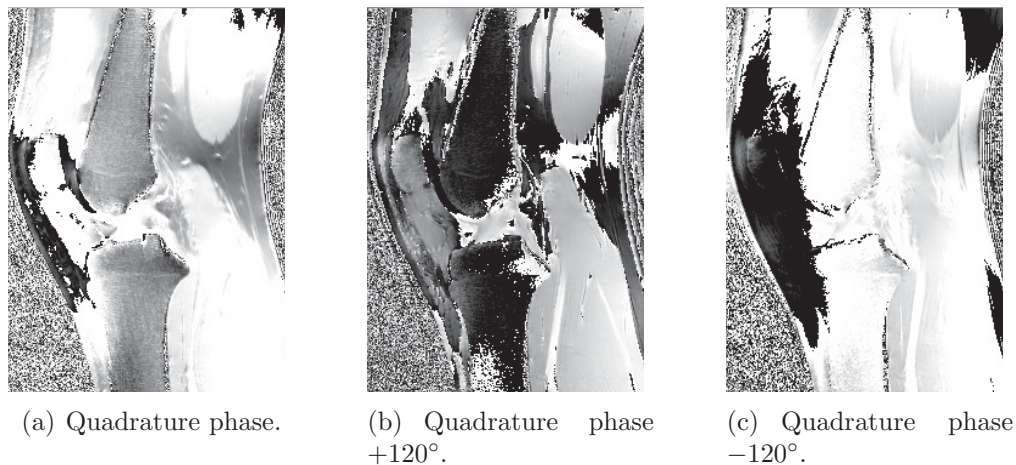 (a) Quadrature phase.
(b) Quadrature phase
+120°.
(c) Quadrature phase
−120°.